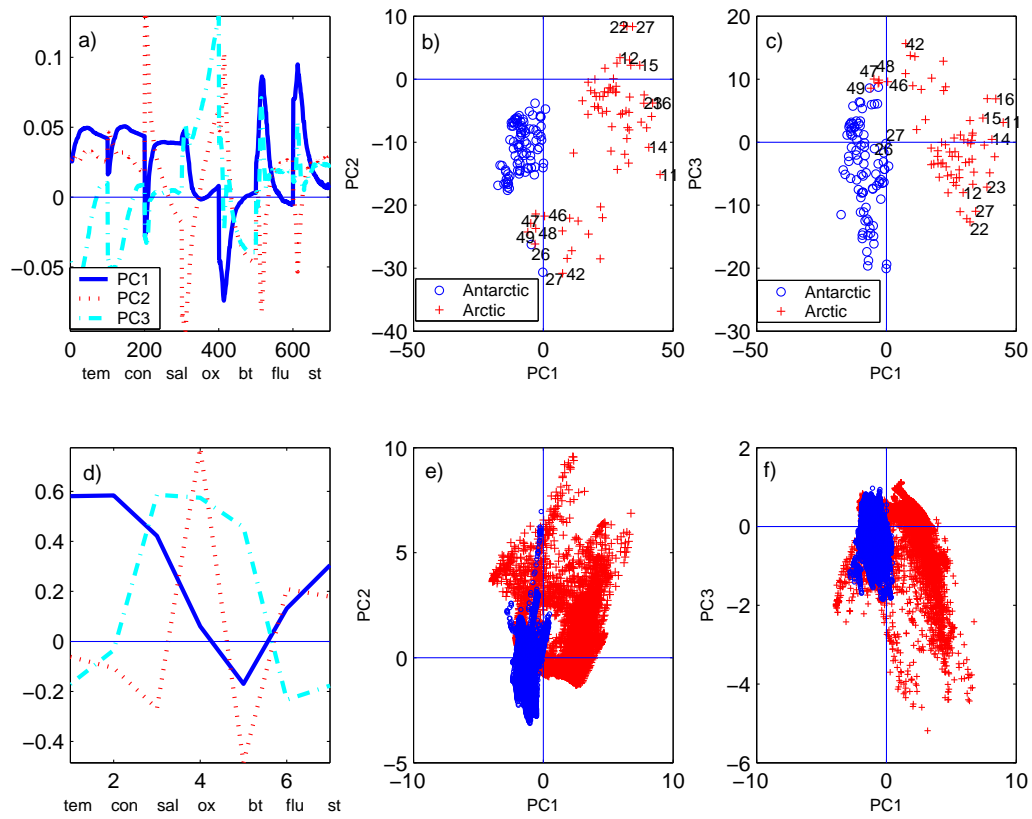 a)
0.1
0.05
0
−0.05
0 200 400 600
tem con sal ox bt flu st
PC1
PC2
PC3
b)
PC2
10
0
−10
−20
−30
−40
−50 0 50
PC1
22 27
12
15
23 16
14
11
47 46
48
49
26
27 42
Antarctic
Arctic
c)
PC3
20
10
0
−10
−20
−30
−50 0 50
PC1
42
48
47
49 46
16
15 11
27
14
26
23
12
27
22
Antarctic
Arctic
d)
0.6
0.4
0.2
0
−0.2
−0.4
2 4 6
tem con sal ox bt flu st
e)
PC2
10
5
0
−5
−10 0 10
PC1
f)
PC3
2
0
−2
−4
−6
−10 0 10
PC1